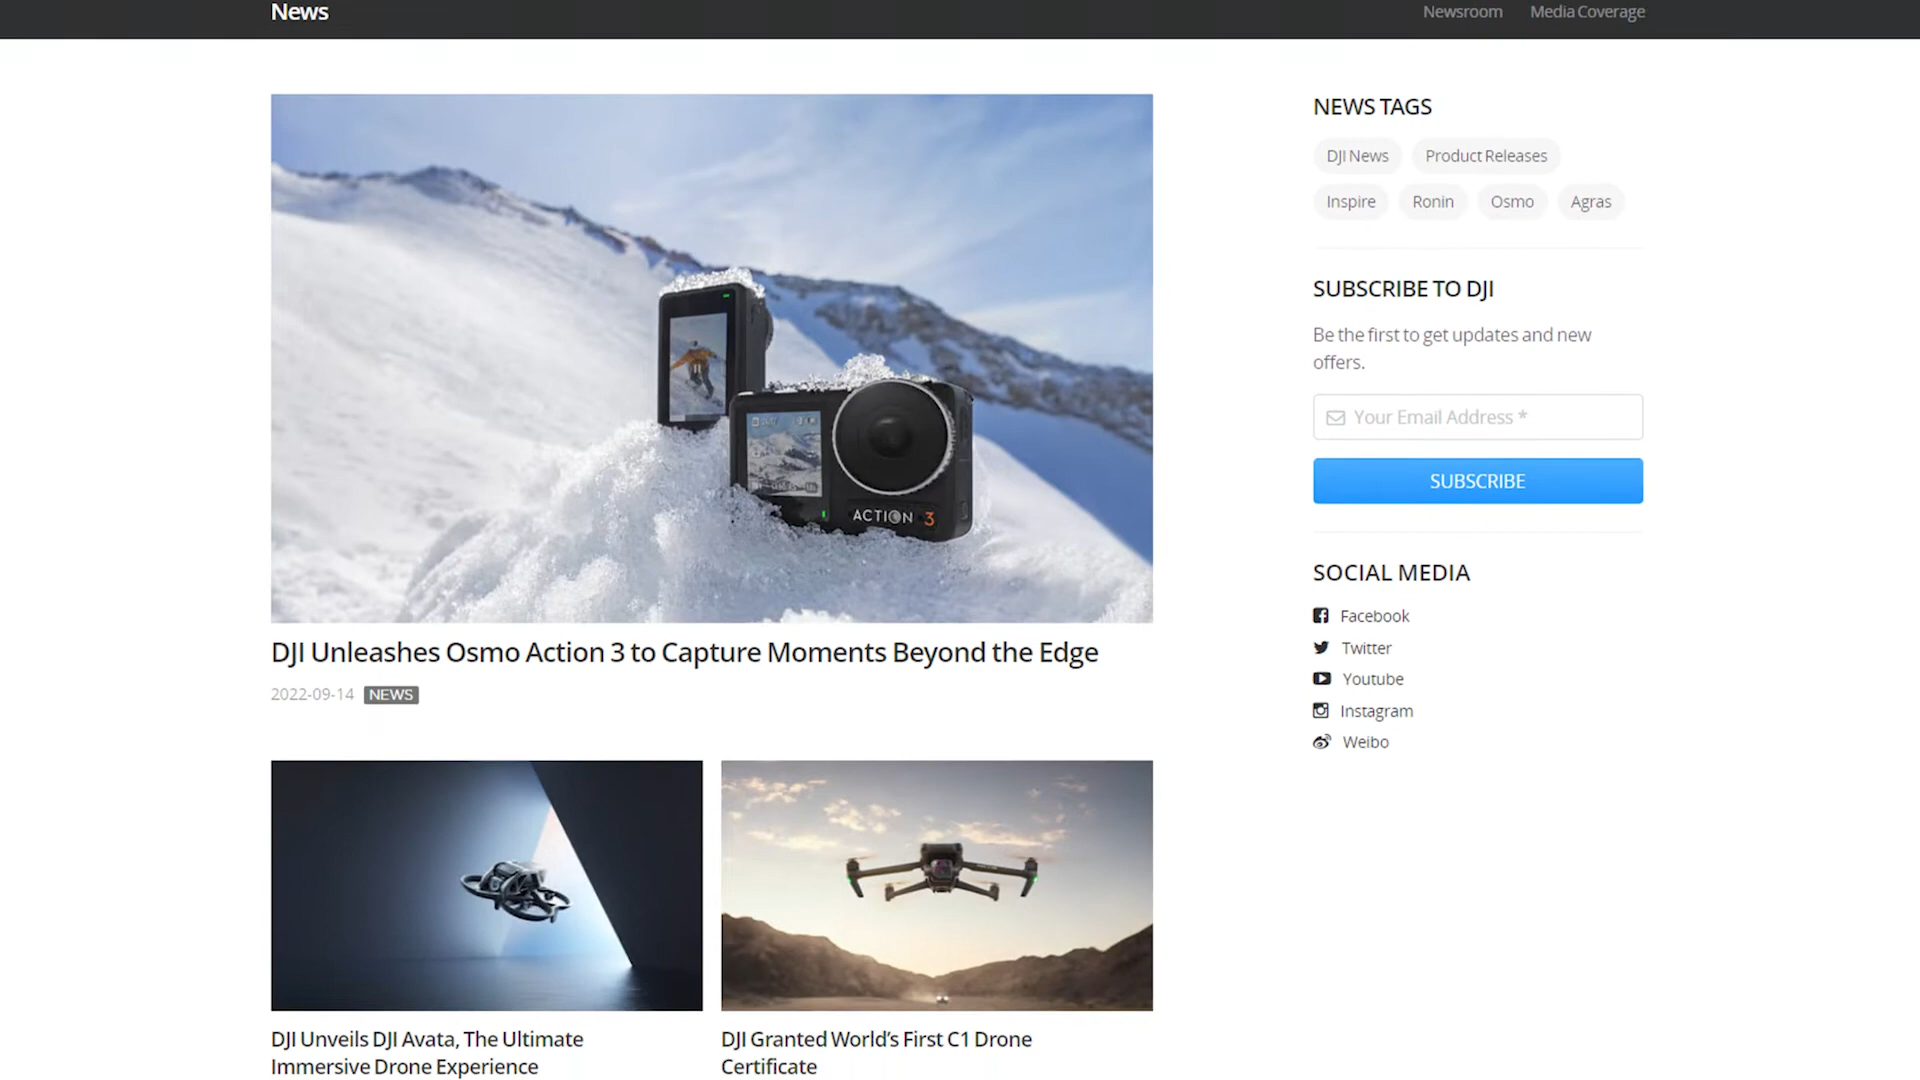 News
Newsroom
Media Coverage
ACTION 3
DJI Unleashes Osmo Action 3 to Capture Moments Beyond the Edge
2022-09-14 NEWS
DJI Unveils DJI Avata, The Ultimate
Immersive Drone Experience
DJI Granted World’s First C1 Drone
Certificate
NEWS TAGS
DJI News
Product Releases
Inspire
Ronin
Osmo
Agras
SUBSCRIBE TO DJI
Be the first to get updates and new
offers.
Your Email Address *
SUBSCRIBE
SOCIAL MEDIA
Facebook
Twitter
Youtube
Instagram
Weibo